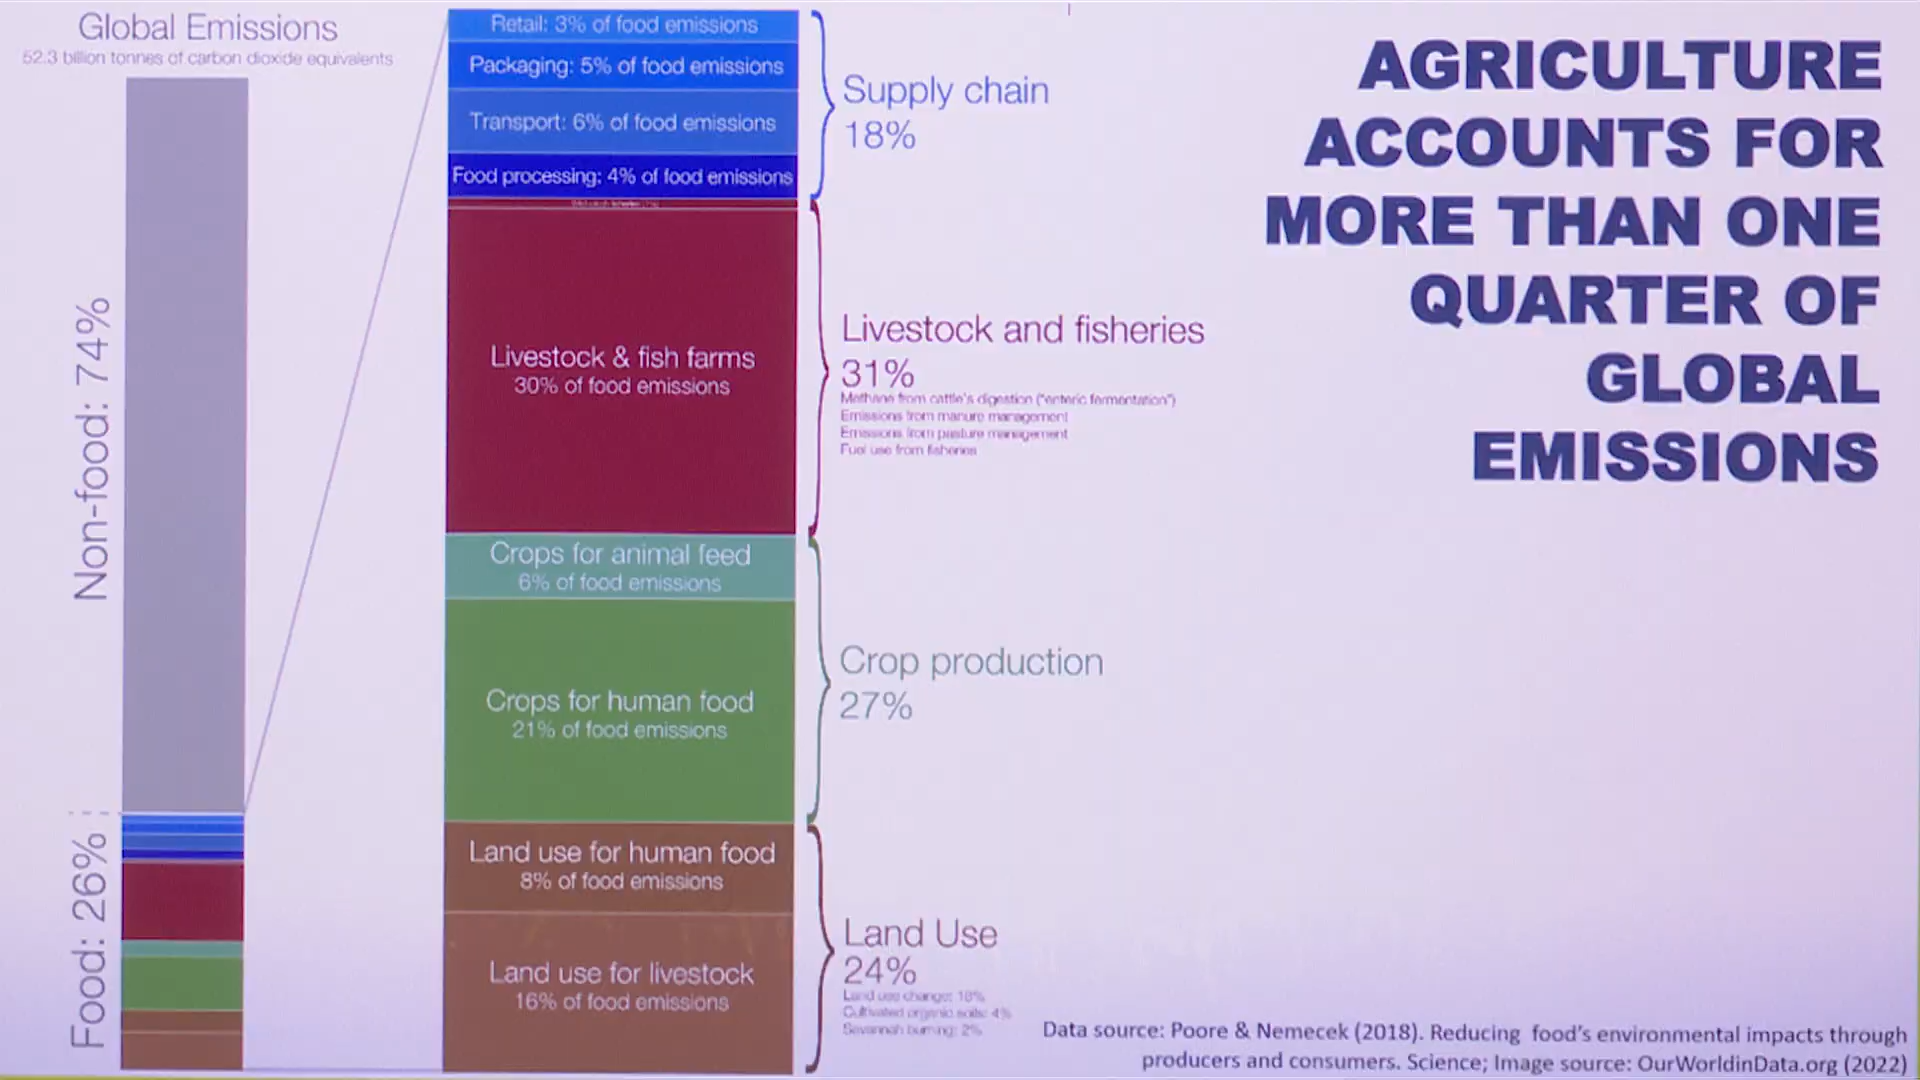 Global Emissions
52.3 billion tonnes of carbon dioxide equivalents
Non-food: 74%
Food: 26%
Retail: 3% of food emissions
Packaging: 5% of food emissions
Transport: 6% of food emissions
Food processing: 4% of food emissions
Livestock & fish farms
30% of food emissions
Crops for animal feed
6% of food emissions
Crops for human food
21% of food emissions
Land use for human food
8% of food emissions
Land use for livestock
16% of food emissions
Supply chain
18%
Livestock and fisheries
31%
Methane from cattle's digestion ("enteric fermentation")
Emissions from manure management
Emissions from pasture management
Fuel use from fisheries
Crop production
27%
Land Use
24%
Land use change: 18%
Cultivated organic soils: 4%
Savannah burning: 2%
AGRICULTURE
ACCOUNTS FOR
MORE THAN ONE
QUARTER OF
GLOBAL
EMISSIONS
Data source: Poore & Nemecek (2018). Reducing food's environmental impacts through
producers and consumers. Science; Image source: OurWorldinData.org (2022)